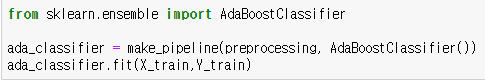 from sklearn.ensemble import AdaBoostClassifier
ada_classifier = make_pipeline(preprocessing, AdaBoostClassifier())
ada_classifier.fit(X_train,Y_train)